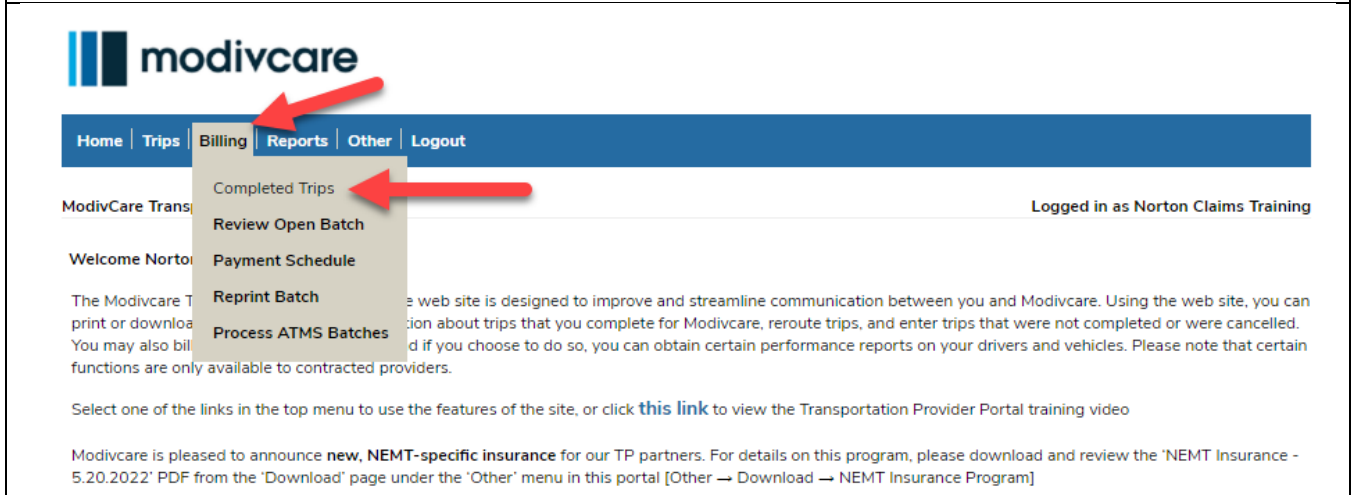 modivcare
Home | Trips | Billing | Reports | Other | Logout
Completed Trips
ModivCare Trans
Logged in as Norton Claims Training
Review Open Batch
Welcome Norto
Payment Schedule
The Modivcare T
Reprint Batch
e web site is designed to improve and streamline communication between you and Modivcare. Using the web site, you can
print or downloa
tion about trips that you complete for Modivcare, reroute trips, and enter trips that were not completed or were cancelled.
Process ATMS Batches
You may also bil
d if you choose to do so, you can obtain certain performance reports on your drivers and vehicles. Please note that certain
functions are only available to contracted providers.
Select one of the links in the top menu to use the features of the site, or click this link to view the Transportation Provider Portal training video
Modivcare is pleased to announce new, NEMT-specific insurance for our TP partners. For details on this program, please download and review the 'NEMT Insurance -
5.20.2022' PDF from the 'Download' page under the 'Other' menu in this portal [Other → Download → NEMT Insurance Program]